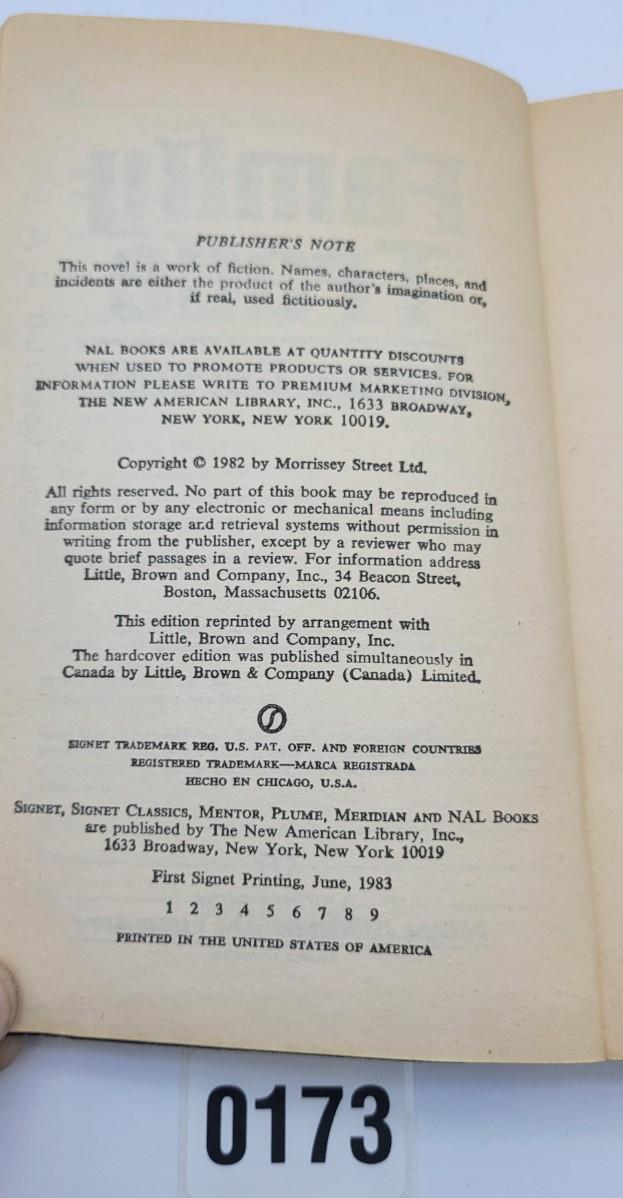 PUBLISHER'S NOTE
This novel is a work of fiction. Names, characters, places, and
incidents are either the product of the author's imagination or,
if real, used fictitiously.
NAL BOOKS ARE AVAILABLE AT QUANTITY DISCOUNTS
WHEN USED TO PROMOTE PRODUCTS OR SERVICES. FOR
INFORMATION PLEASE WRITE TO PREMIUM MARKETING DIVISION,
THE NEW AMERICAN LIBRARY, INC., 1633 BROADWAY,
NEW YORK, NEW YORK 10019.
Copyright © 1982 by Morrissey Street Ltd.
All rights reserved. No part of this book may be reproduced in
any form or by any electronic or mechanical means including
information storage and retrieval systems without permission in
writing from the publisher, except by a reviewer who may
quote brief passages in a review. For information address
Little, Brown and Company, Inc., 34 Beacon Street,
Boston, Massachusetts 02106.
This edition reprinted by arrangement with
Little, Brown and Company, Inc.
The hardcover edition was published simultaneously in
Canada by Little, Brown & Company (Canada) Limited.
SIGNET TRADEMARK REG. U.S. PAT. OFF. AND FOREIGN COUNTRIES
REGISTERED TRADEMARK—MARCA REGISTRADA
HECHO EN CHICAGO, U.S.A.
SIGNET, SIGNET CLASSICS, MENTOR, PLUME, MERIDIAN AND NAL BOOKS
are published by The New American Library, Inc.,
1633 Broadway, New York, New York 10019
First Signet Printing, June, 1983
1 2 3 4 5 6 7 8 9
PRINTED IN THE UNITED STATES OF AMERICA
0173